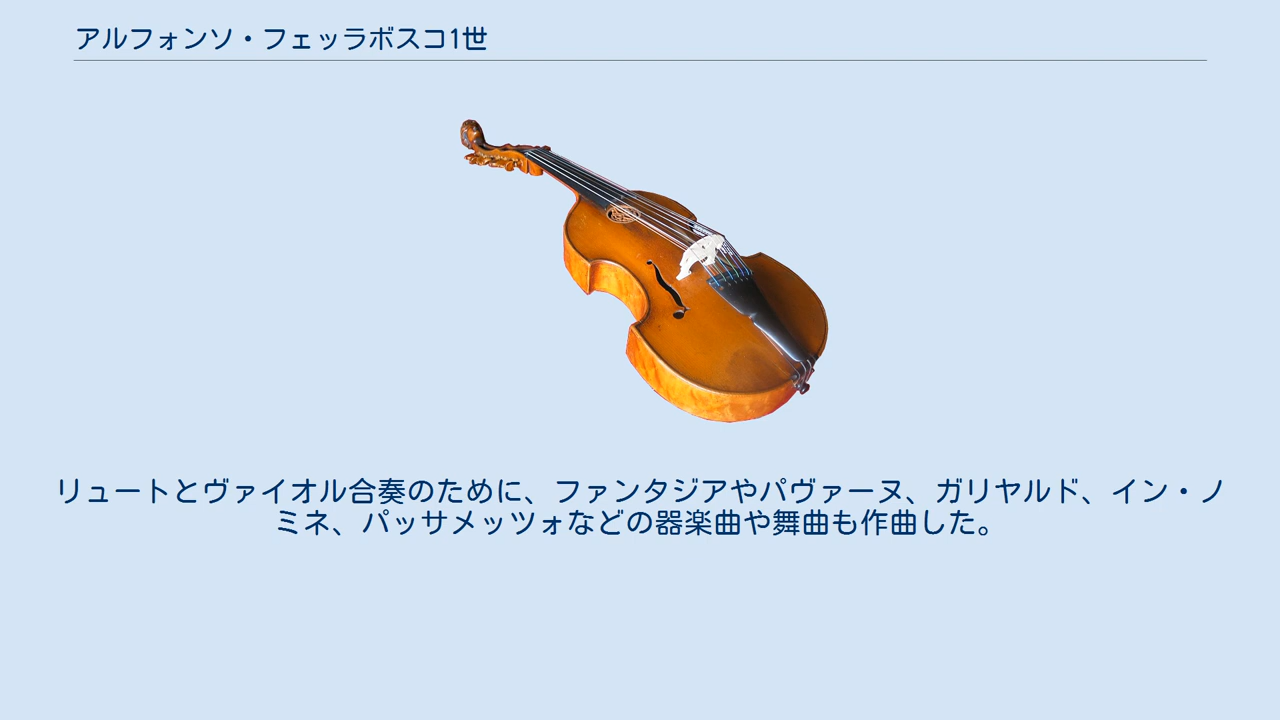 アルフォンソ・フェッラボスコ1世
リュートとヴァイオル合奏のために、ファンタジアやパヴァーヌ、ガリヤルド、イン・ノ
ミネ、パッサメッツォなどの器楽曲や舞曲も作曲した。